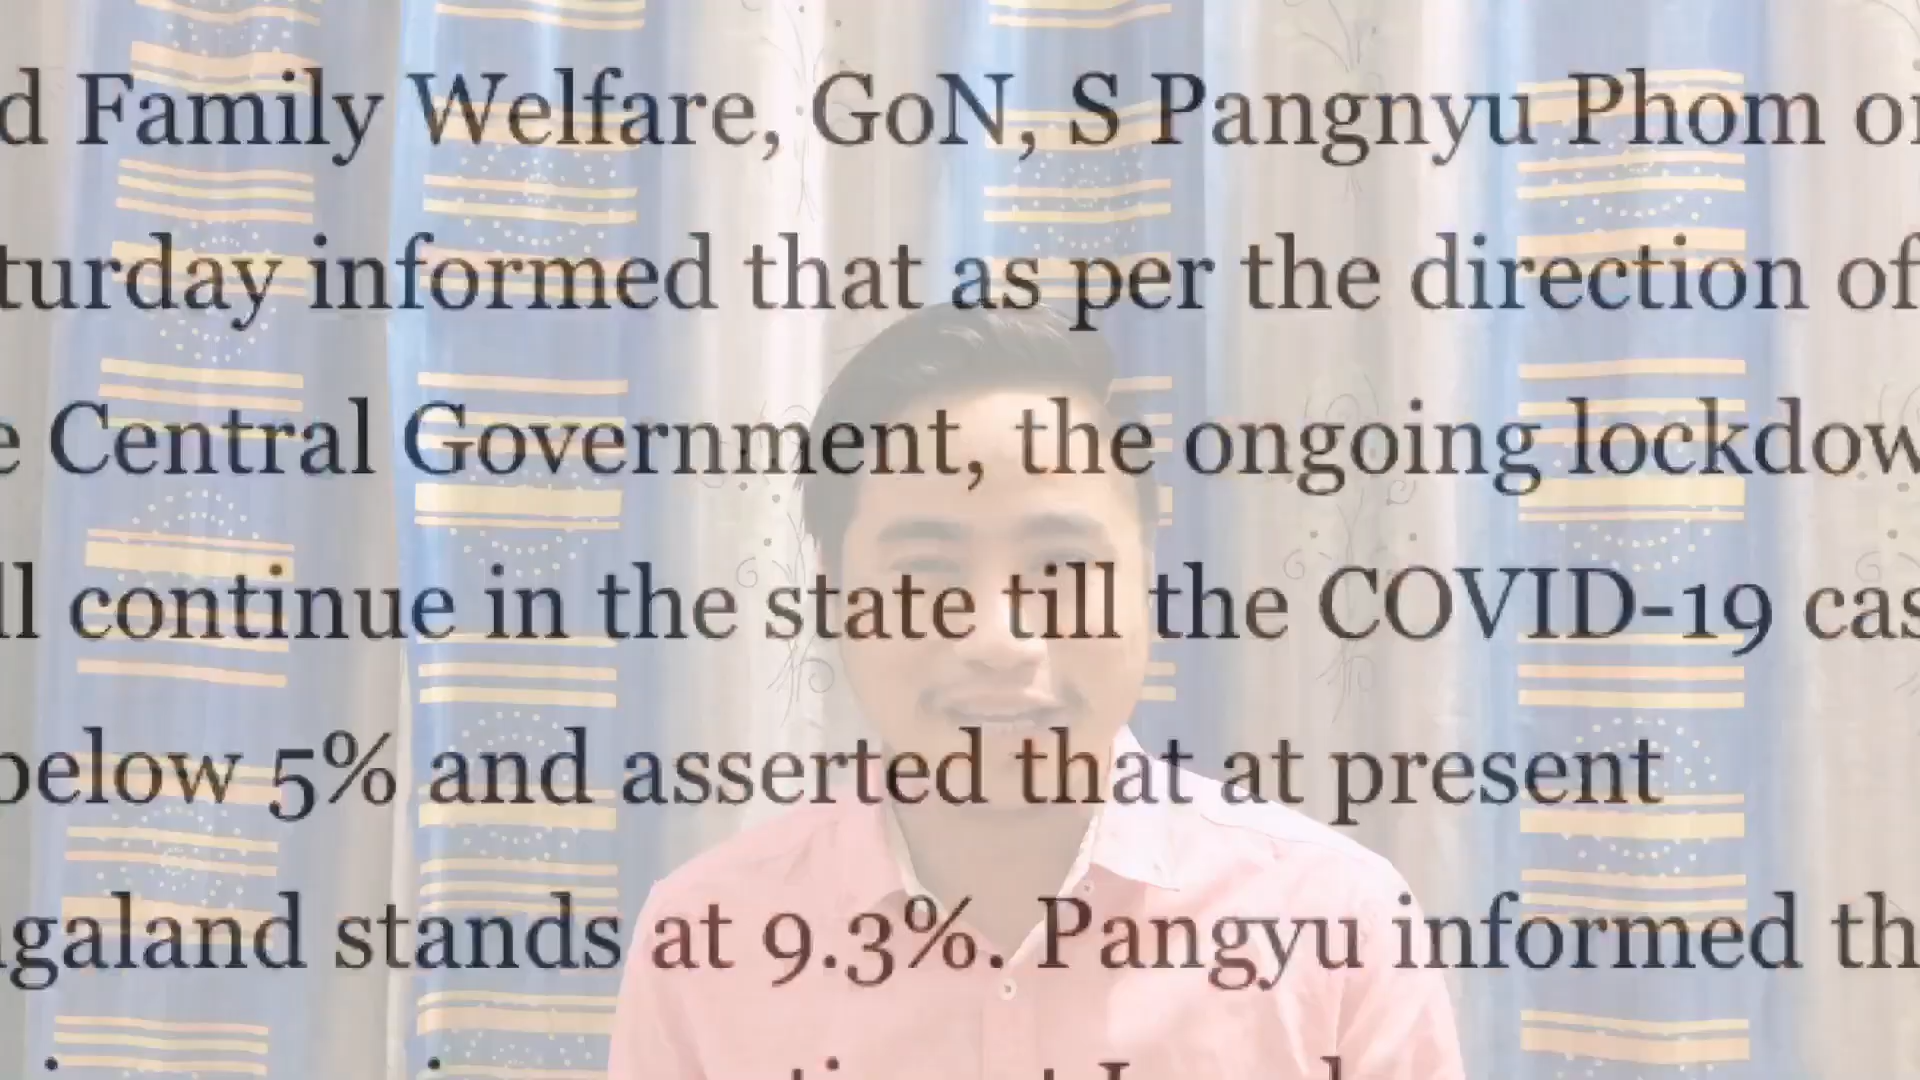 d Family Welfare, GoN, S Pangnyu Phom
turday informed that as per the direction of
e Central Government, the ongoing lockdow
ll continue in the state till the COVID-19 cas
below 5% and asserted that at present
galand stands at 9.3%. Pangyu informed th